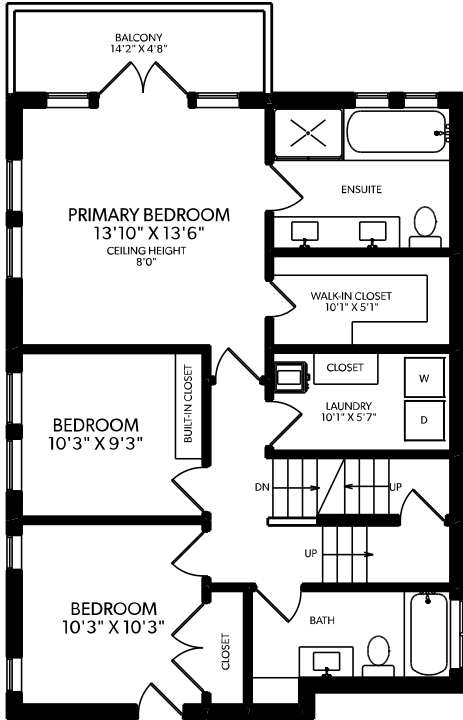 BALCONY
14'2" X 4'8"
ENSUITE
PRIMARY BEDROOM
13'10" X 13'6"
CEILING HEIGHT
8'0"
WALK-IN CLOSET
10'1" X 5'1"
CLOSET
W
BUILT-IN CLOSET
LAUNDRY
10'1" X 5'7"
D
BEDROOM
10'3" X 9'3"
DN
UP
UP
BEDROOM
10'3" X 10'3"
BATH
CLOSET